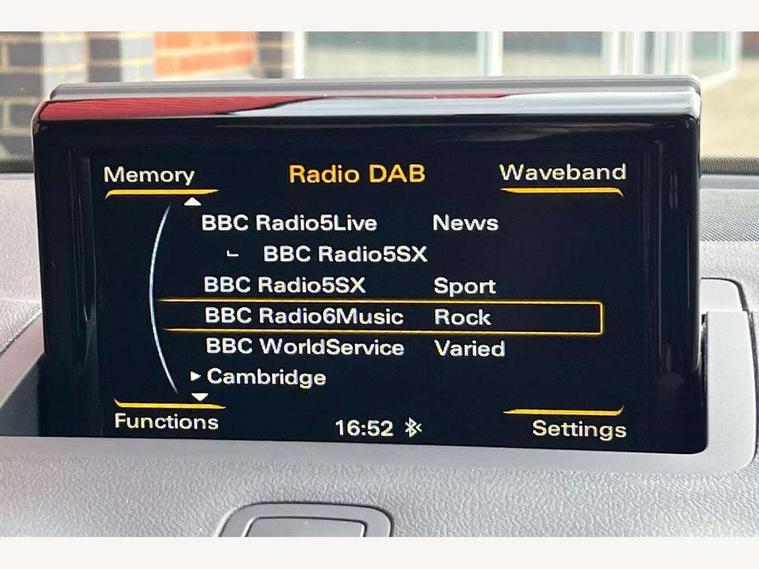 Memory Radio DAB Waveband
BBC Radio5Live News
BBC Radio5SX
BBC Radio5SX Sport
BBC Radio6Music Rock
BBC WorldService Varied
Cambridge
Functions 16:52 Settings